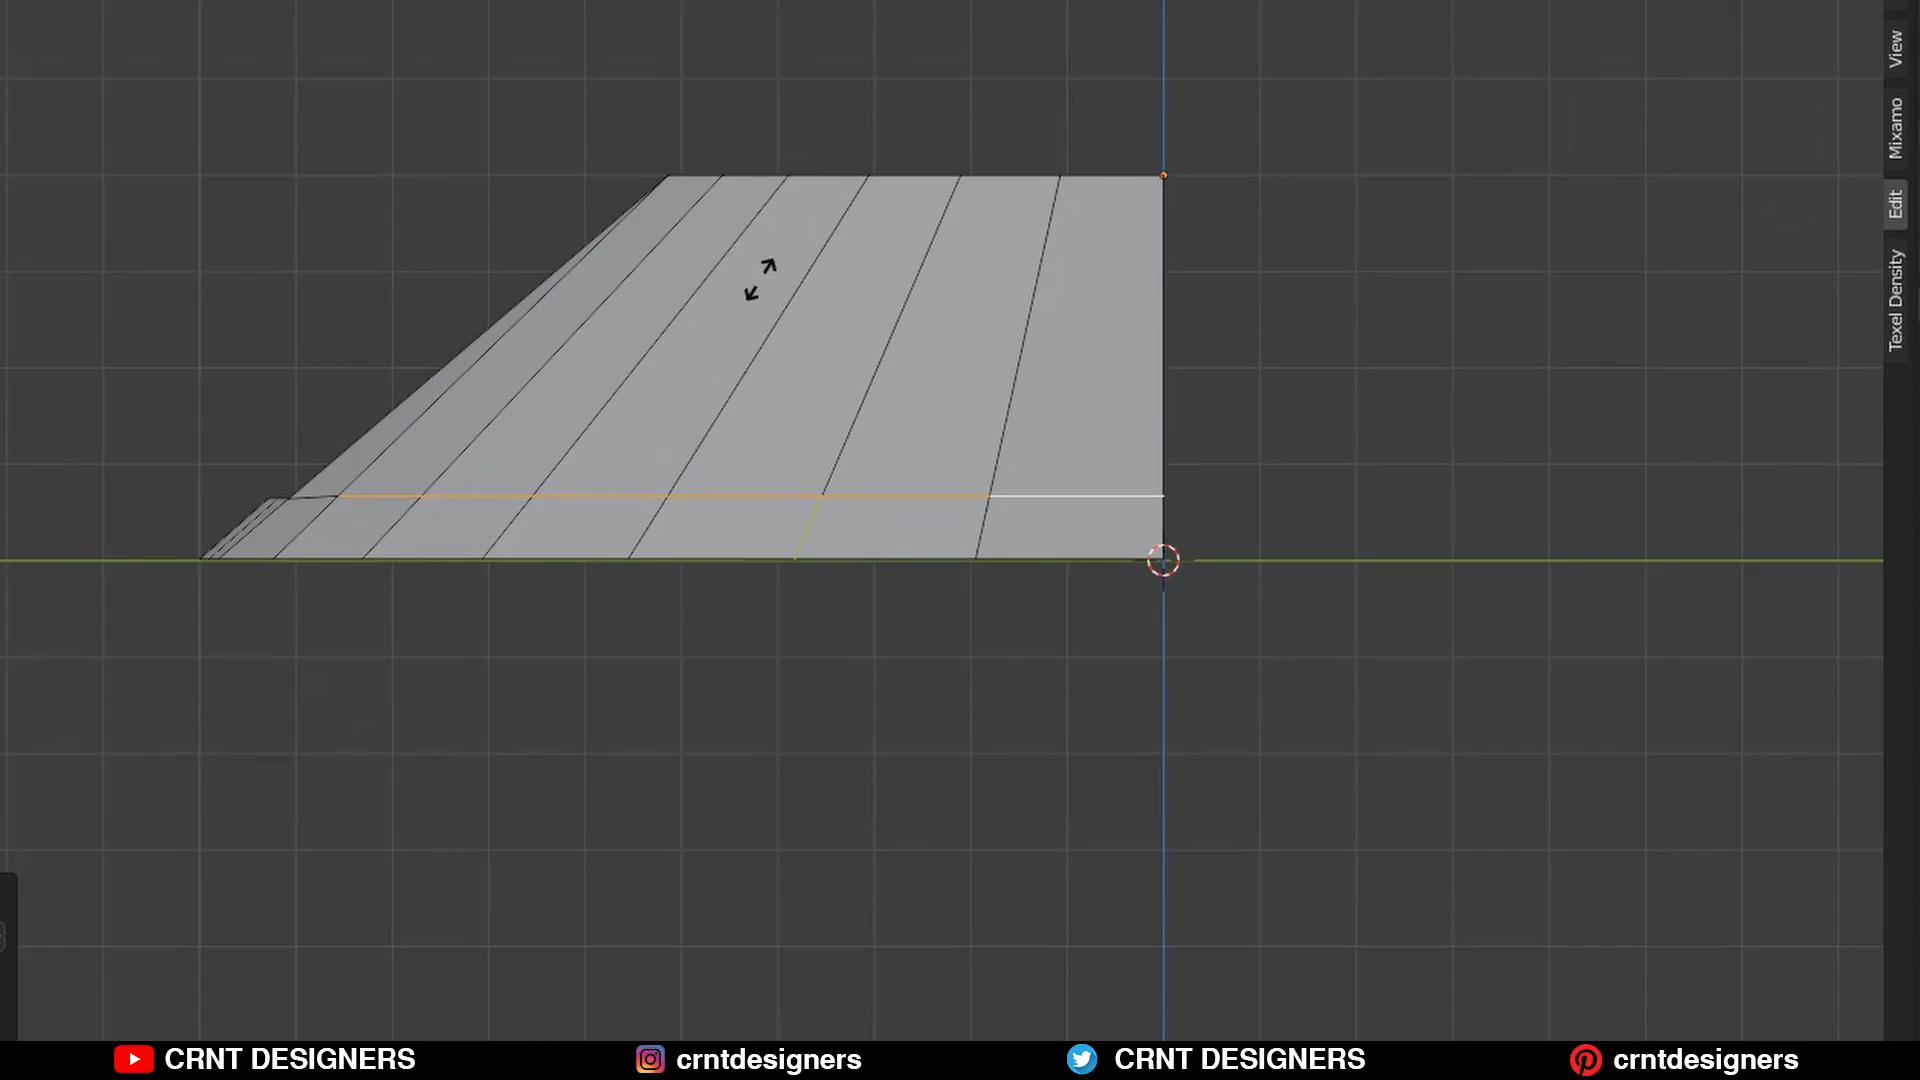 View
Mixamo
Edit
Texel Density
CRNT DESIGNERS
crntdesigners
CRNT DESIGNERS
crntdesigners